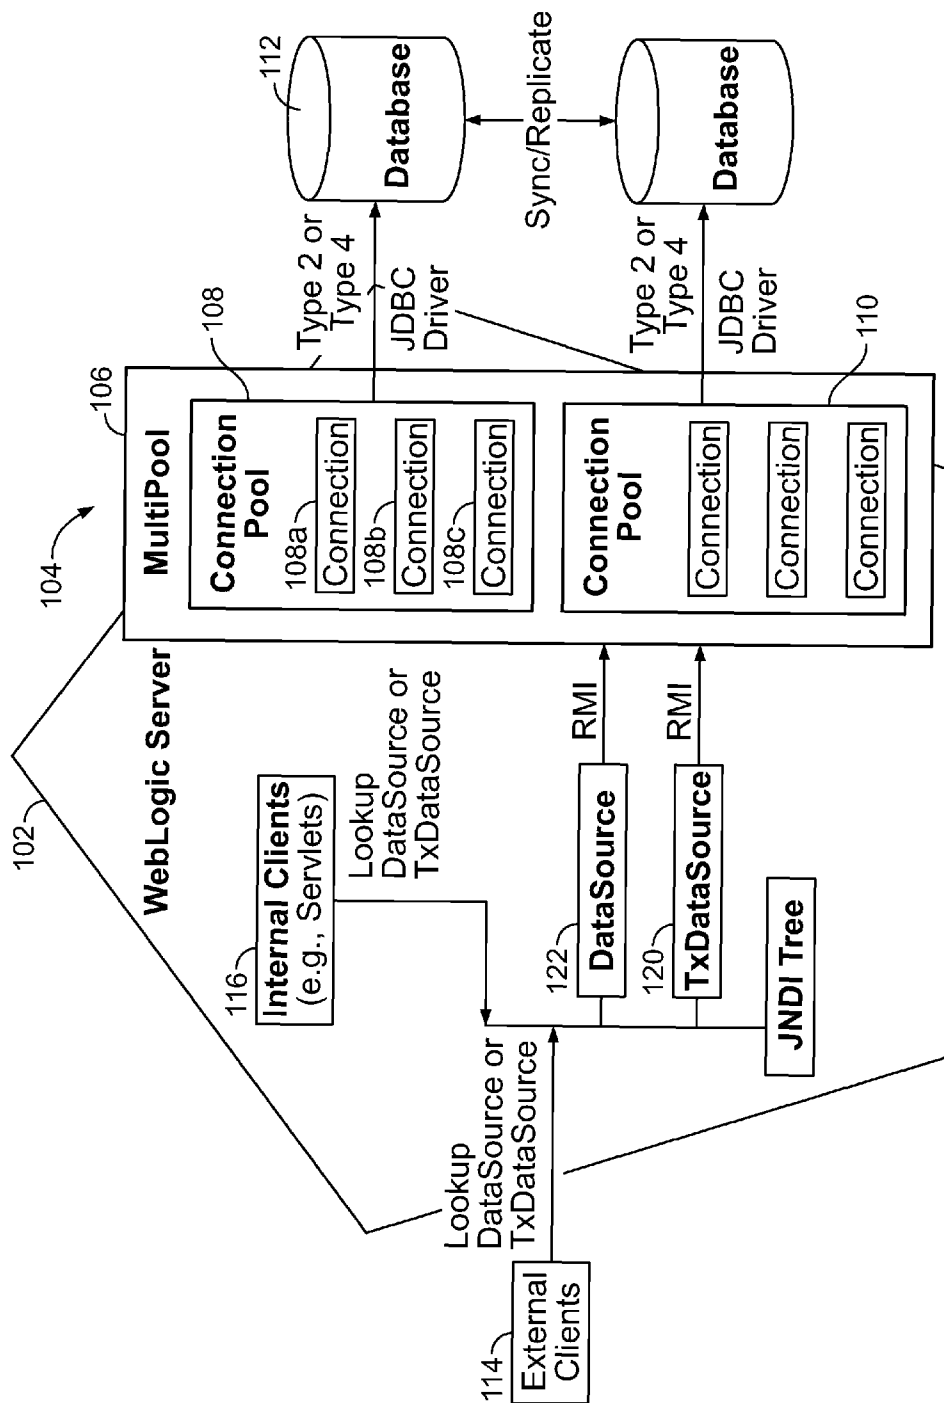 102
WebLogic Server
104
106
MultiPool
108
Connection
Pool
108a
Connection
108b
Connection
108c
Connection
Connection
Pool
Connection
Connection
Connection
110
Type 2 or
Type 4
JDBC
Driver
Type 2 or
Type 4
JDBC
Driver
112
Database
Sync/Replicate
Database
116
Internal Clients
(e.g., Servlets)
Lookup
DataSource or
TxDataSource
Lookup
DataSource or
TxDataSource
114
External
Clients
122
DataSource
RMI
120
TxDataSource
RMI
JNDI Tree